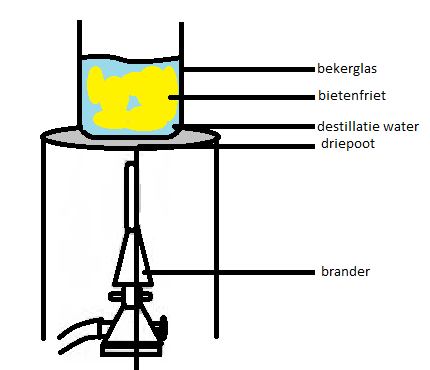 bekerglas
bietenfriet
destillatie water
driepoot
brander